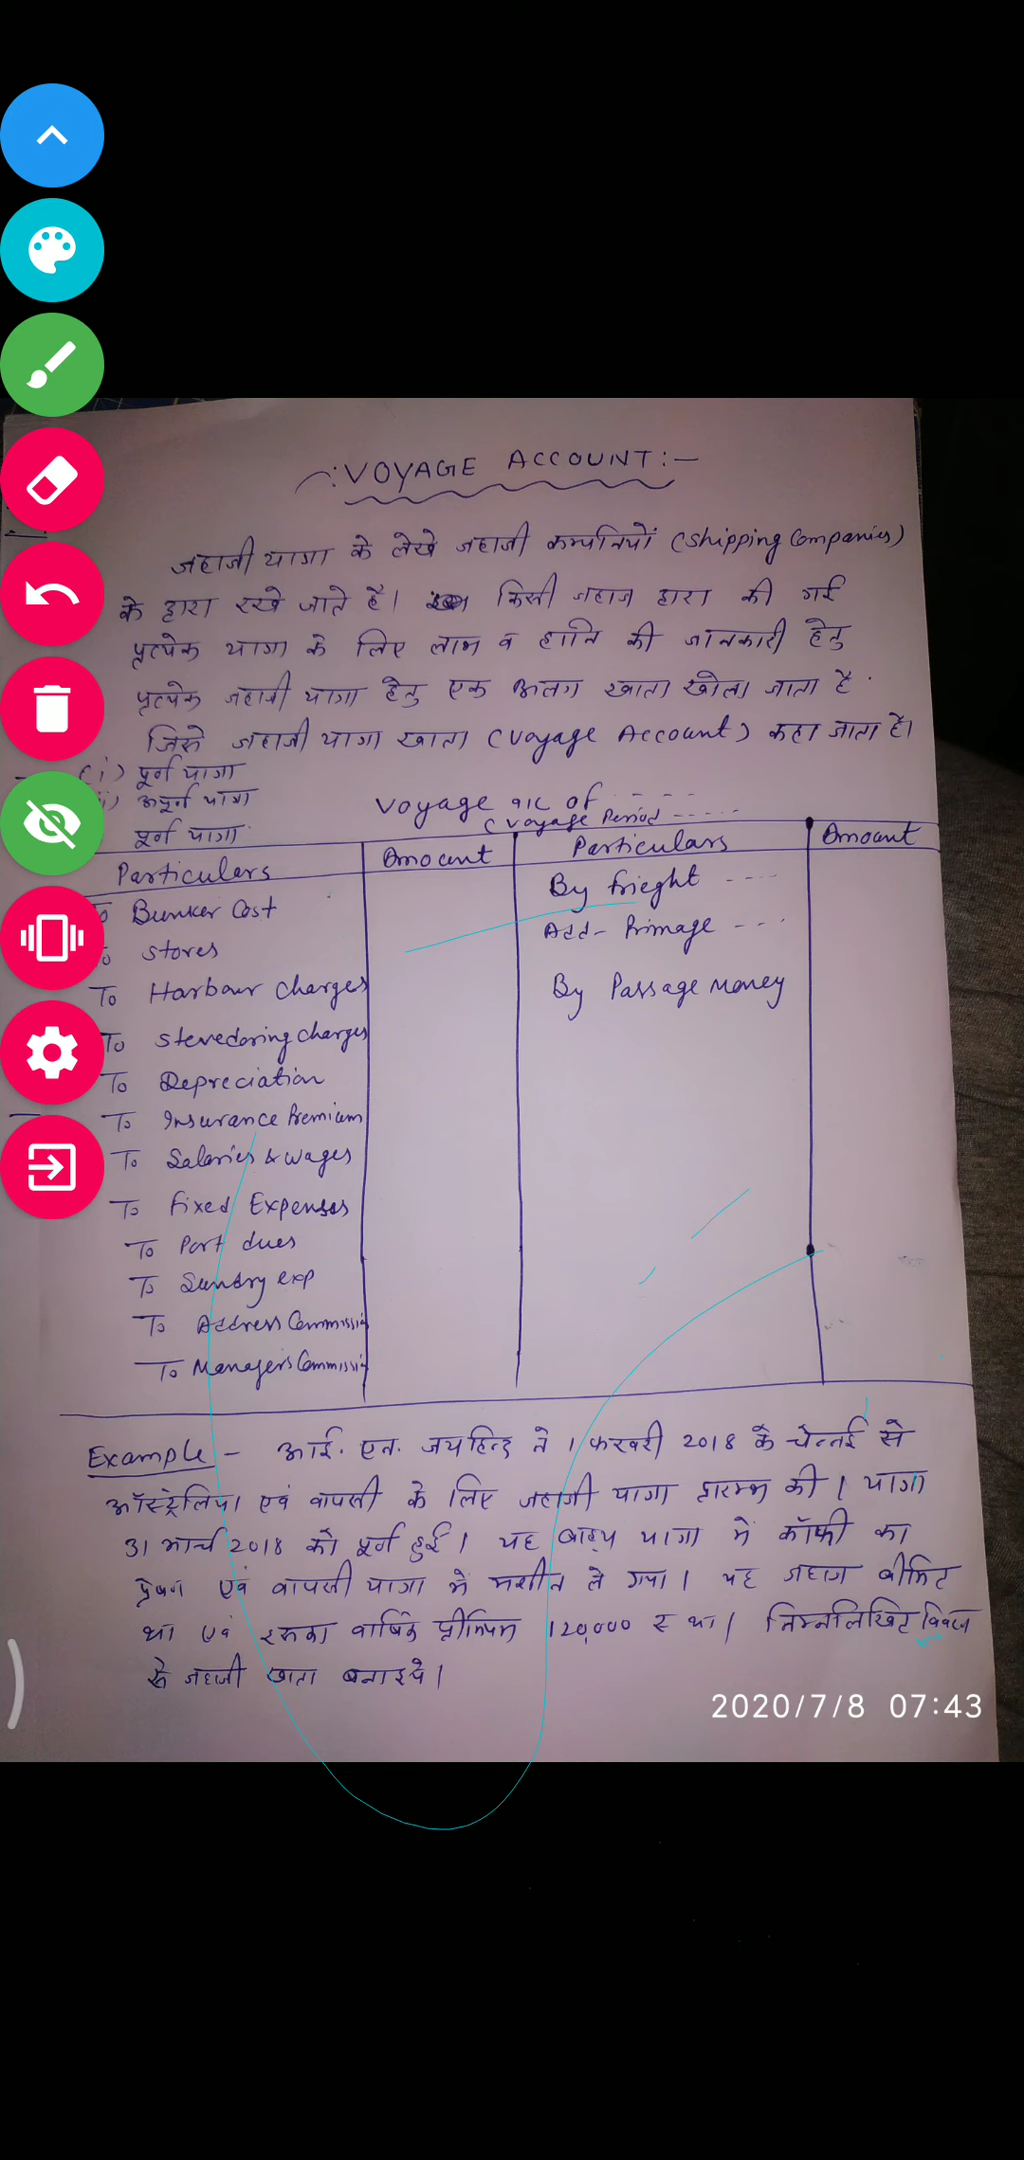 :VOYAGE ACCOUNT:-
जहाजी यात्रा के लेखे जहाजी कम्पनियों (Shipping Companies)
के द्वारा रखे जाते है। किसी जहाज द्वारा की गई
प्रत्येक यात्रा के लिए लाभ व हानि की जानकारी हेतु
प्रत्येक जहाजी यात्रा हेतु एक अलग खाता खोला जाता है.
जिसे जहाजी यात्रा खाता (Voyage Account) कहा जाता है।
(i) पूर्ण यात्रा
अपूर्ण यात्रा
पूर्ण यात्रा
Voyage a/c of - - - -
(Voyage Period -----
Particulars Amount Particulars Amount
To Bunker Cost
To Stores
To Harbour Charges
To Stevedoring Charges
To Depreciation
To Insurance Premium
To Salaries & Wages
To Fixed Expenses
To Port dues
To Sundry exp
To Address Commissi
To Manager's Commissi
By frieght ----
Add- Primage ---
By Passage Money
Example - आई. एन. जयहिन्द ने 1 फरवरी 2018 के चेन्नई से
ऑस्ट्रेलिया एवं वापसी के लिए जहाजी यात्रा प्रारम्भ की। यात्रा
31 मार्च 2018 को पूर्ण हुई। यह बाह्य यात्रा में कॉफी का
प्रेषण एवं वापसी यात्रा में मशीन ले गया। यह जहाज बीमित
था एवं इसका वार्षिक प्रीमियम 120,000 रु था। निम्नलिखित विवरण
से जहाजी खाता बनाइये।
2020/7/8 07:43